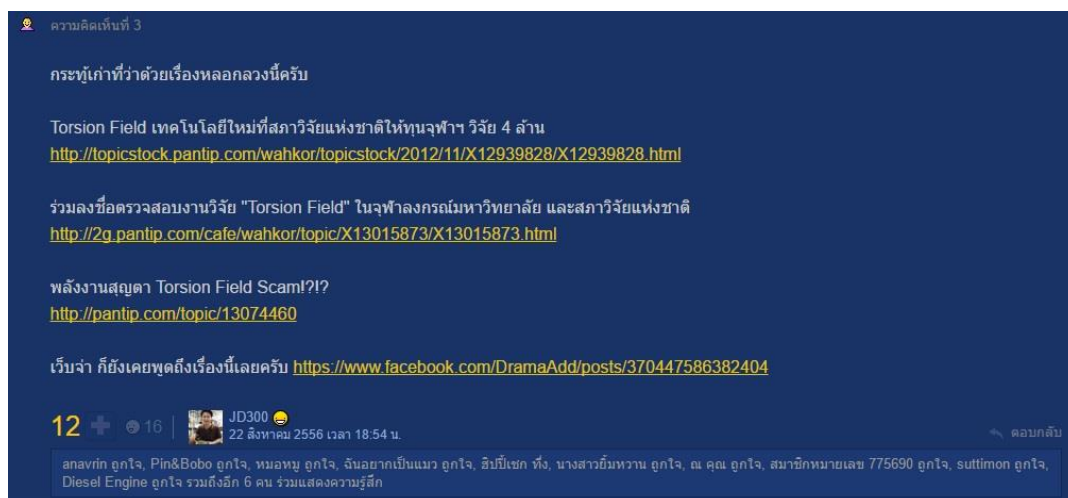 ความคิดเห็นที่ 3
กระทู้เก่าที่ว่าด้วยเรื่องหลอกลวงนี้ครับ
Torsion Field เทคโนโลยีใหม่ที่สภาวิจัยแห่งชาติให้ทุนจุฬาฯ วิจัย 4 ล้าน
http://topicstock.pantip.com/wahkor/topicstock/2012/11/X12939828/X12939828.html
ร่วมลงชื่อตรวจสอบงานวิจัย "Torsion Field" ในจุฬาลงกรณ์มหาวิทยาลัย และสภาวิจัยแห่งชาติ
http://2g.pantip.com/cafe/wahkor/topic/X13015873/X13015873.html
พลังงานสุญตา Torsion Field Scam!?!?
http://pantip.com/topic/13074460
เว็บจ่า ก็ยังเคยพูดถึงเรื่องนี้เลยครับ https://www.facebook.com/DramaAdd/posts/370447586382404
12 16 JD300
22 สิงหาคม 2556 เวลา 18:54 น.
ตอบกลับ
anavrin ถูกใจ, Pin&Bobo ถูกใจ, หมอหมู ถูกใจ, ฉันอยากเป็นแมว ถูกใจ, ฮิปปี้เชก ทึ่ง, นางสาวยิ้มหวาน ถูกใจ, ณ คุณ ถูกใจ, สมาชิกหมายเลข 775690 ถูกใจ, suttimon ถูกใจ,
Diesel Engine ถูกใจ รวมถึงอีก 6 คน ร่วมแสดงความรู้สึก